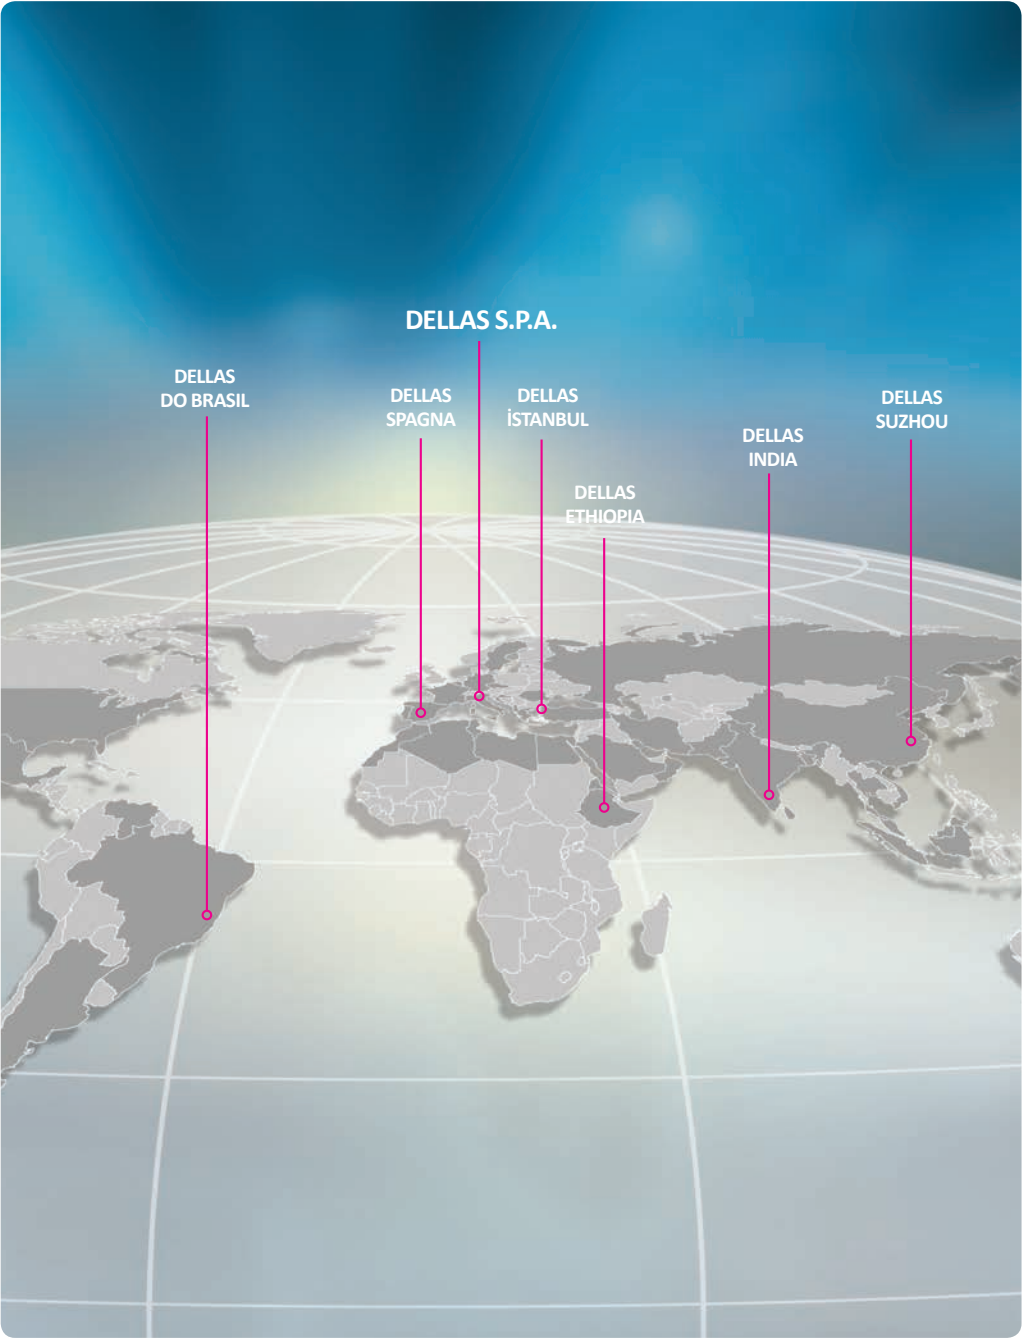 DELLAS S.P.A.
DELLAS
DO BRASIL
DELLAS
SPAGNA
DELLAS
İSTANBUL
DELLAS
SUZHOU
DELLAS
INDIA
DELLAS
ETHIOPIA